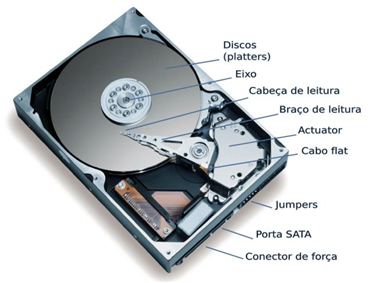 Discos
(platters)
Eixo
Cabeça de leitura
Braço de leitura
Actuator
Cabo flat
Jumpers
Porta SATA
Conector de força